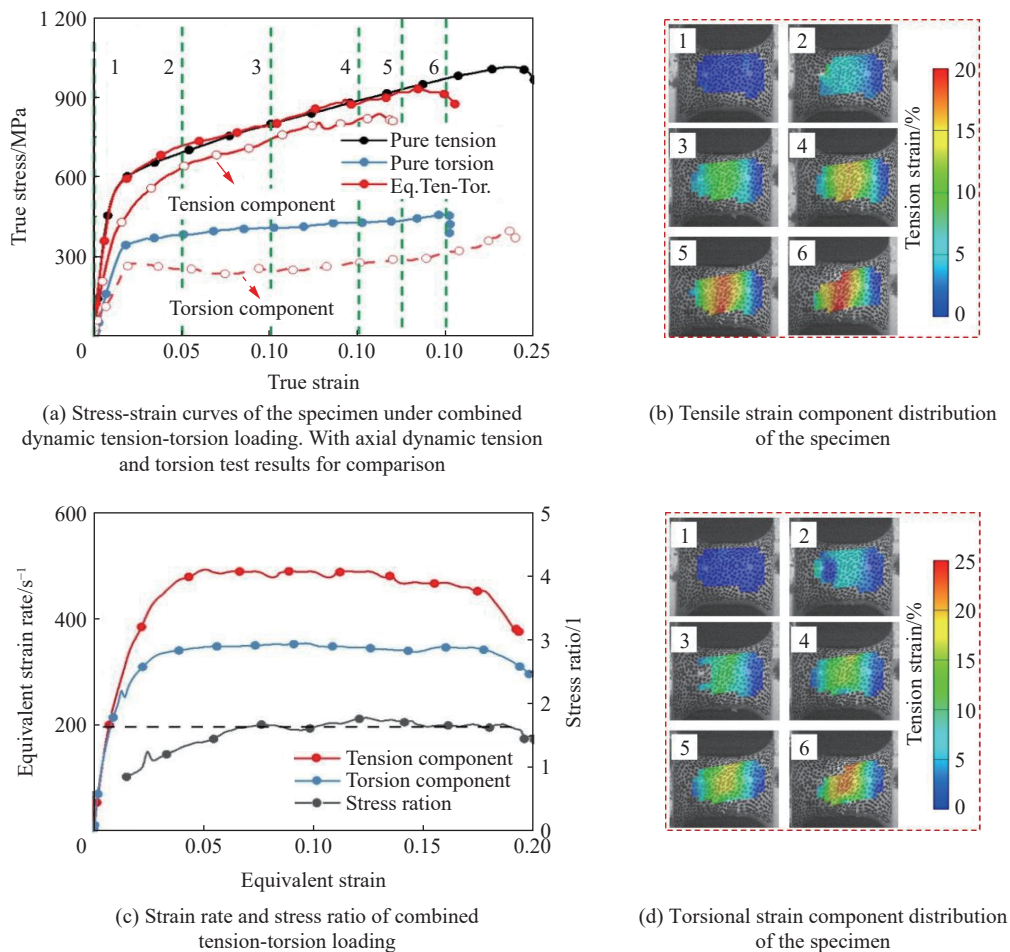 1 200
900
600
300
0
True stress/MPa
1
2
3
4
5
6
Pure tension
Pure torsion
Eq.Ten-Tor.
Tension component
Torsion component
0
0.05
0.10
0.10
0.10
0.25
True strain
(a) Stress-strain curves of the specimen under combined
dynamic tension-torsion loading. With axial dynamic tension
and torsion test results for comparison
1
2
3
4
5
6
20
15
10
5
0
Tension strain/%
(b) Tensile strain component distribution
of the specimen
600
400
300
200
100
0
Equivalent strain rate/s⁻¹
5
4
3
2
1
0
Stress ratio/1
Tension component
Torsion component
Stress ration
0
0.05
0.10
0.15
0.20
Equivalent strain
(c) Strain rate and stress ratio of combined
tension-torsion loading
1
2
3
4
5
6
25
20
15
10
5
0
Tension strain/%
(d) Torsional strain component distribution
of the specimen